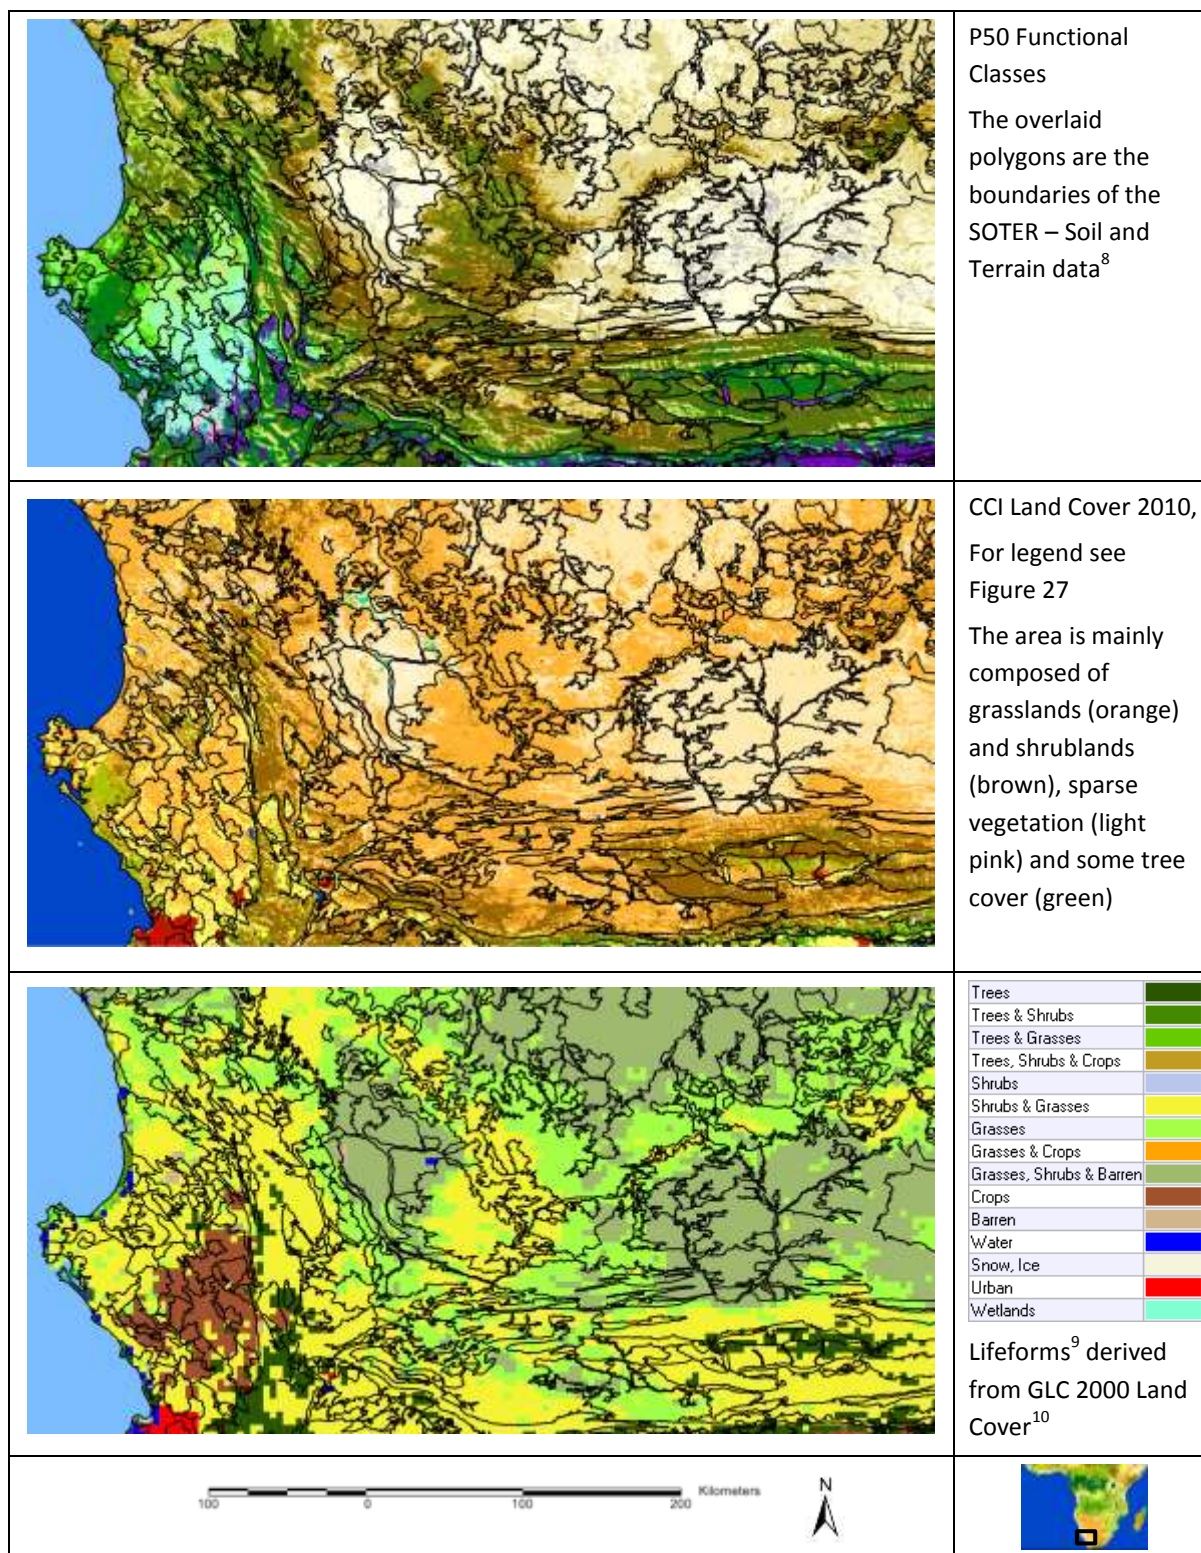 P50 Functional
Classes
The overlaid
polygons are the
boundaries of the
SOTER – Soil and
Terrain data8
CCI Land Cover 2010,
For legend see
Figure 27
The area is mainly
composed of
grasslands (orange)
and shrublands
(brown), sparse
vegetation (light
pink) and some tree
cover (green)
Trees
Trees & Shrubs
Trees & Grasses
Trees, Shrubs & Crops
Shrubs
Shrubs & Grasses
Grasses
Grasses & Crops
Grasses, Shrubs & Barren
Crops
Barren
Water
Snow, Ice
Urban
Wetlands
Lifeforms9 derived
from GLC 2000 Land
Cover10
100 0 100 200 Kilometers
N